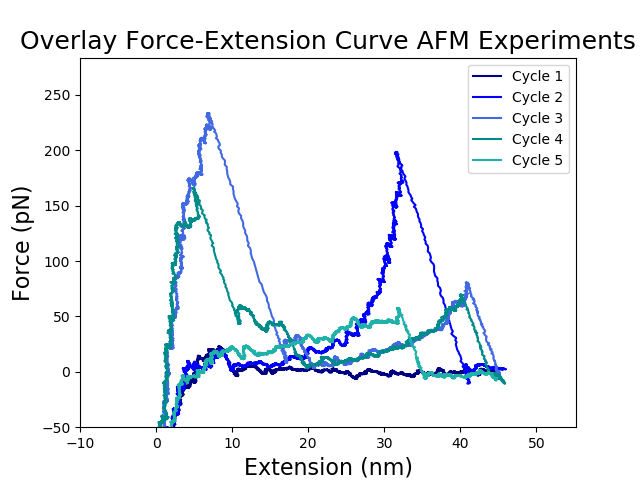 Overlay Force-Extension Curve AFM Experiments
Cycle 1
Cycle 2
Cycle 3
Cycle 4
Cycle 5
250
200
150
100
50
0
−50
Force (pN)
−10
0
10
20
30
40
50
Extension (nm)